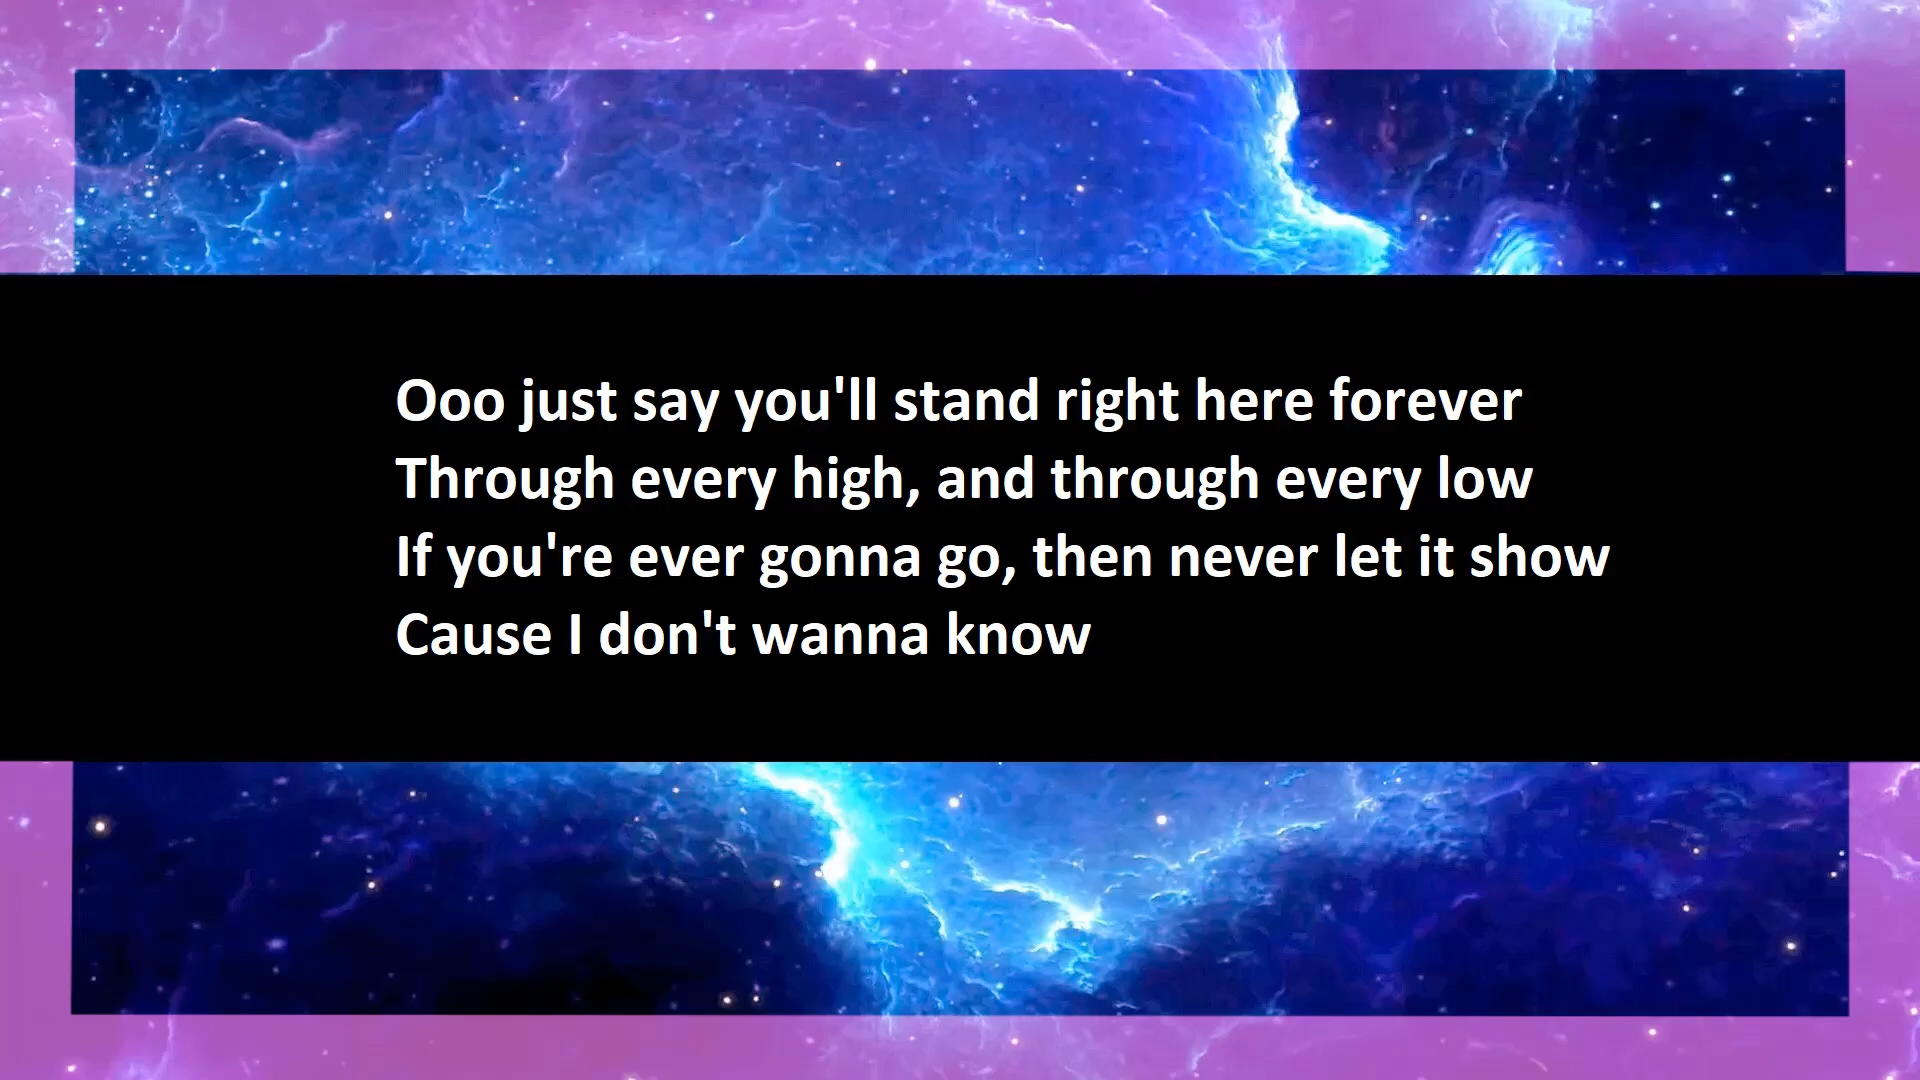 Ooo just say you'll stand right here forever
Through every high, and through every low
If you're ever gonna go, then never let it show
Cause I don't wanna know